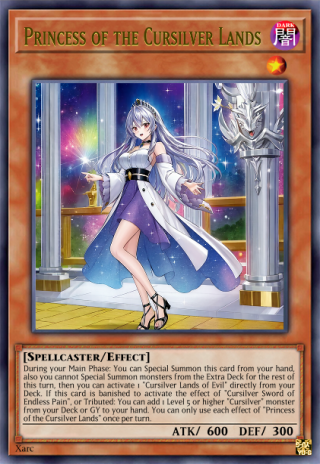 Princess of the Cursilver Lands
DARK
闇
[Spellcaster/Effect]
During your Main Phase: You can Special Summon this card from your hand,
also you cannot Special Summon monsters from the Extra Deck for the rest of
this turn, then you can activate 1 "Cursilver Lands of Evil" directly from your
Deck. If this card is banished to activate the effect of "Cursilver Sword of
Endless Pain", or Tributed: You can add 1 Level 5 or higher "Cursilver" monster
from your Deck or GY to your hand. You can only use each effect of "Princess
of the Cursilver Lands" once per turn.
ATK/ 600 DEF/ 300
Xarc